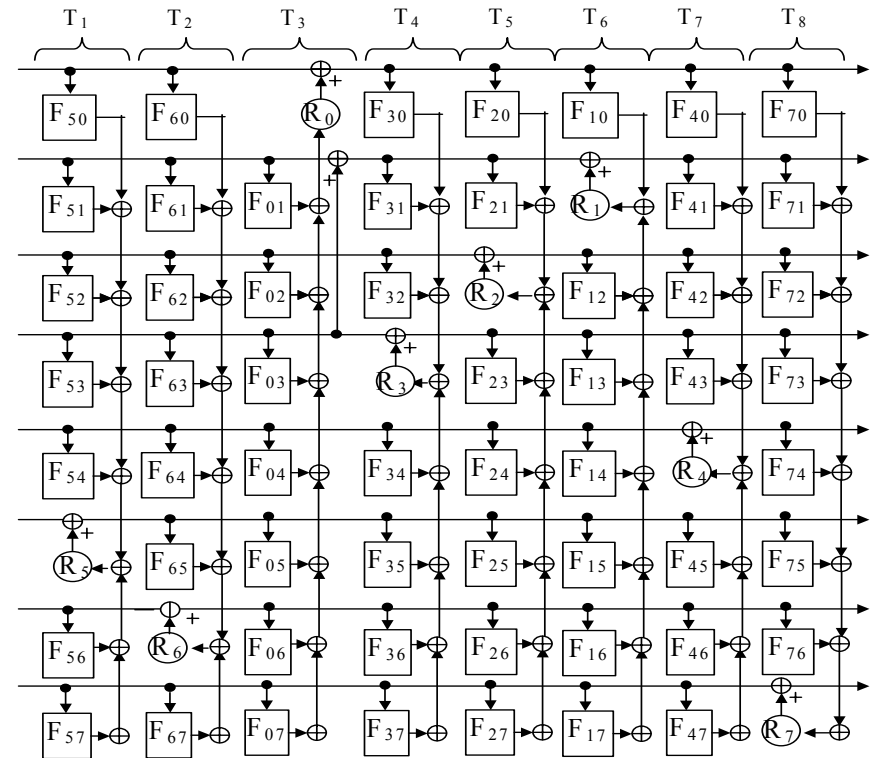 T1 T2 T3 T4 T5 T6 T7 T8
+
F50 F60 R0 F30 F20 F10 F40 F70
+ +
F51 F61 F01 F31 F21 R1 F41 F71
+
F52 F62 F02 F32 R2 F12 F42 F72
+
F53 F63 F03 R3 F23 F13 F43 F73
+
F54 F64 F04 F34 F24 F14 R4 F74
+
R5 F65 F05 F35 F25 F15 F45 F75
+
F56 R6 F06 F36 F26 F16 F46 F76
+
F57 F67 F07 F37 F27 F17 F47 R7